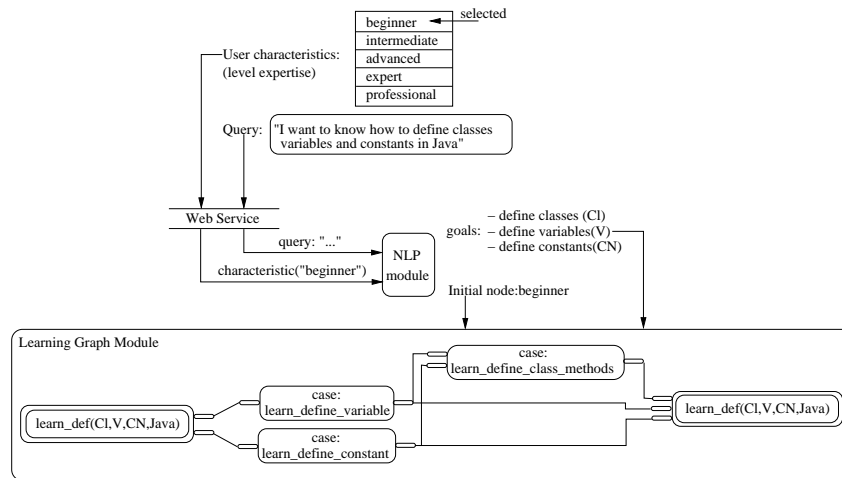 beginner
selected
intermediate
advanced
expert
professional
User characteristics:
(level expertise)
Query:
"I want to know how to define classes
variables and constants in Java"
Web Service
query: "..."
characteristic("beginner")
NLP
module
goals:
– define classes (Cl)
– define variables(V)
– define constants(CN)
Initial node:beginner
Learning Graph Module
learn_def(Cl,V,CN,Java)
case:
learn_define_variable
case:
learn_define_constant
case:
learn_define_class_methods
learn_def(Cl,V,CN,Java)